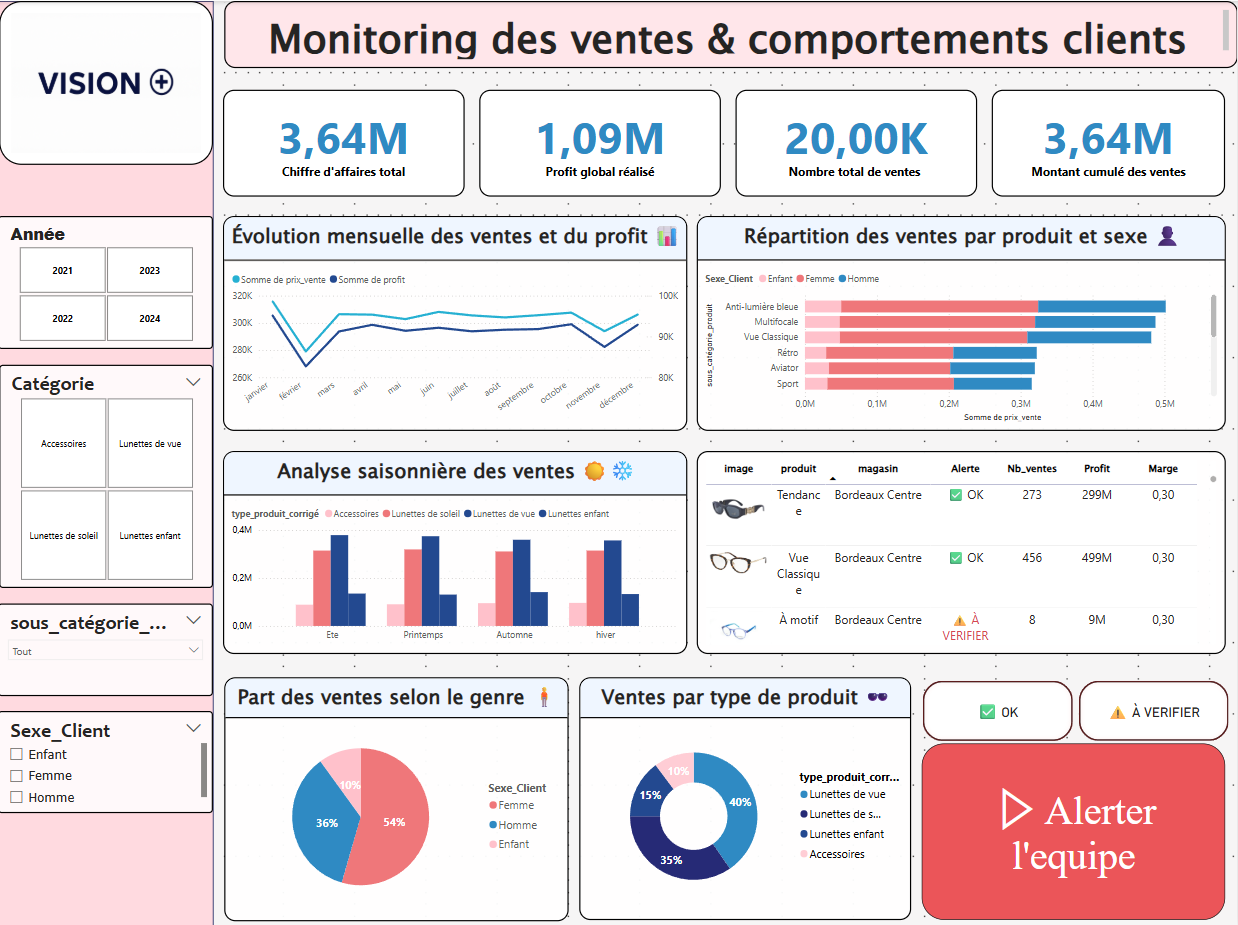 VISION
Monitoring des ventes & comportements clients
3,64M
Chiffre d'affaires total
1,09M
Profit global réalisé
20,00K
Nombre total de ventes
3,64M
Montant cumulé des ventes
Année
2021
2023
2022
2024
Catégorie
Accessoires
Lunettes de vue
Lunettes de soleil
Lunettes enfant
sous_catégorie_...
Tout
Sexe_Client
Enfant
Femme
Homme
Évolution mensuelle des ventes et du profit
Somme de prix_vente Somme de profit
320K
300K
280K
260K
100K
90K
80K
janvier
février
mars
avril
mai
juin
juillet
août
septembre
octobre
novembre
décembre
Répartition des ventes par produit et sexe
Sexe_Client Enfant Femme Homme
sous_catégorie_produit
Anti-lumière bleue
Multifocale
Vue Classique
Rétro
Aviator
Sport
0,0M 0,1M 0,2M 0,3M 0,4M 0,5M
Somme de prix_vente
Analyse saisonnière des ventes
type_produit_corrigé Accessoires Lunettes de soleil Lunettes de vue Lunettes enfant
0,4M
0,2M
0,0M
Ete Printemps Automne hiver
image produit magasin Alerte Nb_ventes Profit Marge
Tendanc Bordeaux Centre OK 273 299M 0,30
e
Vue Bordeaux Centre OK 456 499M 0,30
Classiqu
e
À motif Bordeaux Centre À 8 9M 0,30
VERIFIER
Part des ventes selon le genre
10%
36%
54%
Sexe_Client
Femme
Homme
Enfant
Ventes par type de produit
10%
15%
40%
35%
type_produit_corr...
Lunettes de vue
Lunettes de s...
Lunettes enfant
Accessoires
OK
À VERIFIER
Alerter
l'equipe